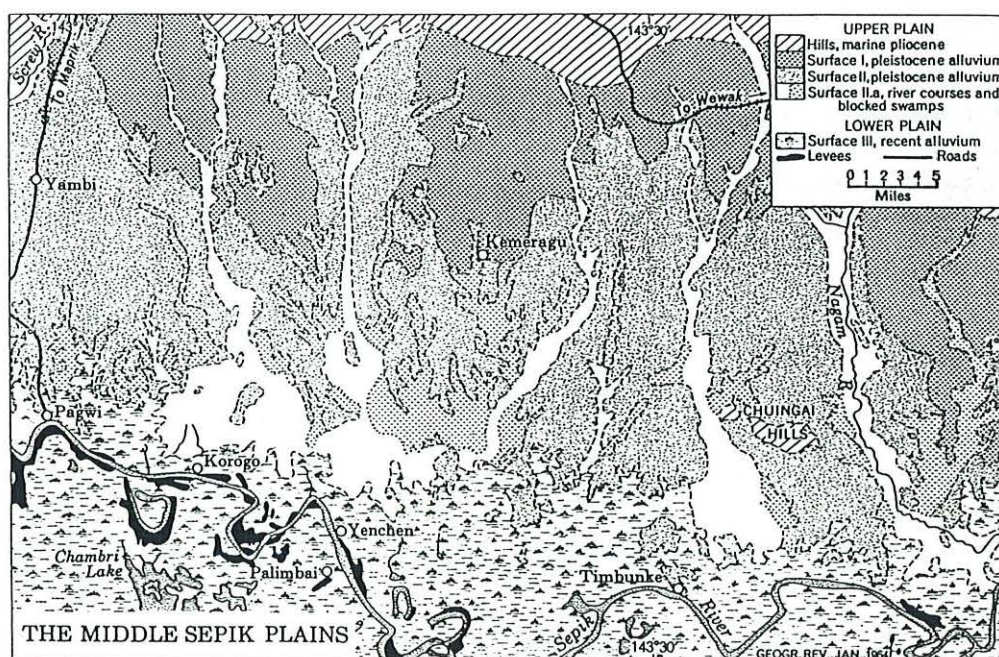 143°30'
UPPER PLAIN
Hills, marine pliocene
Surface I, pleistocene alluvium
Surface II, pleistocene alluvium
Surface II.a, river courses and
blocked swamps
LOWER PLAIN
Surface III, recent alluvium
Levees
Roads
0 1 2 3 4 5
Miles
Screw R.
To Maprik
To Wewak
Yambi
Kemeragu
Nagam R.
CHUINGAI
HILLS
Pagwi
Korogo
Yenchen
Chambri
Lake
Palimbai
Timbunke
Sepik
River
THE MIDDLE SEPIK PLAINS
143°30'
GEOGR. REV. JAN.